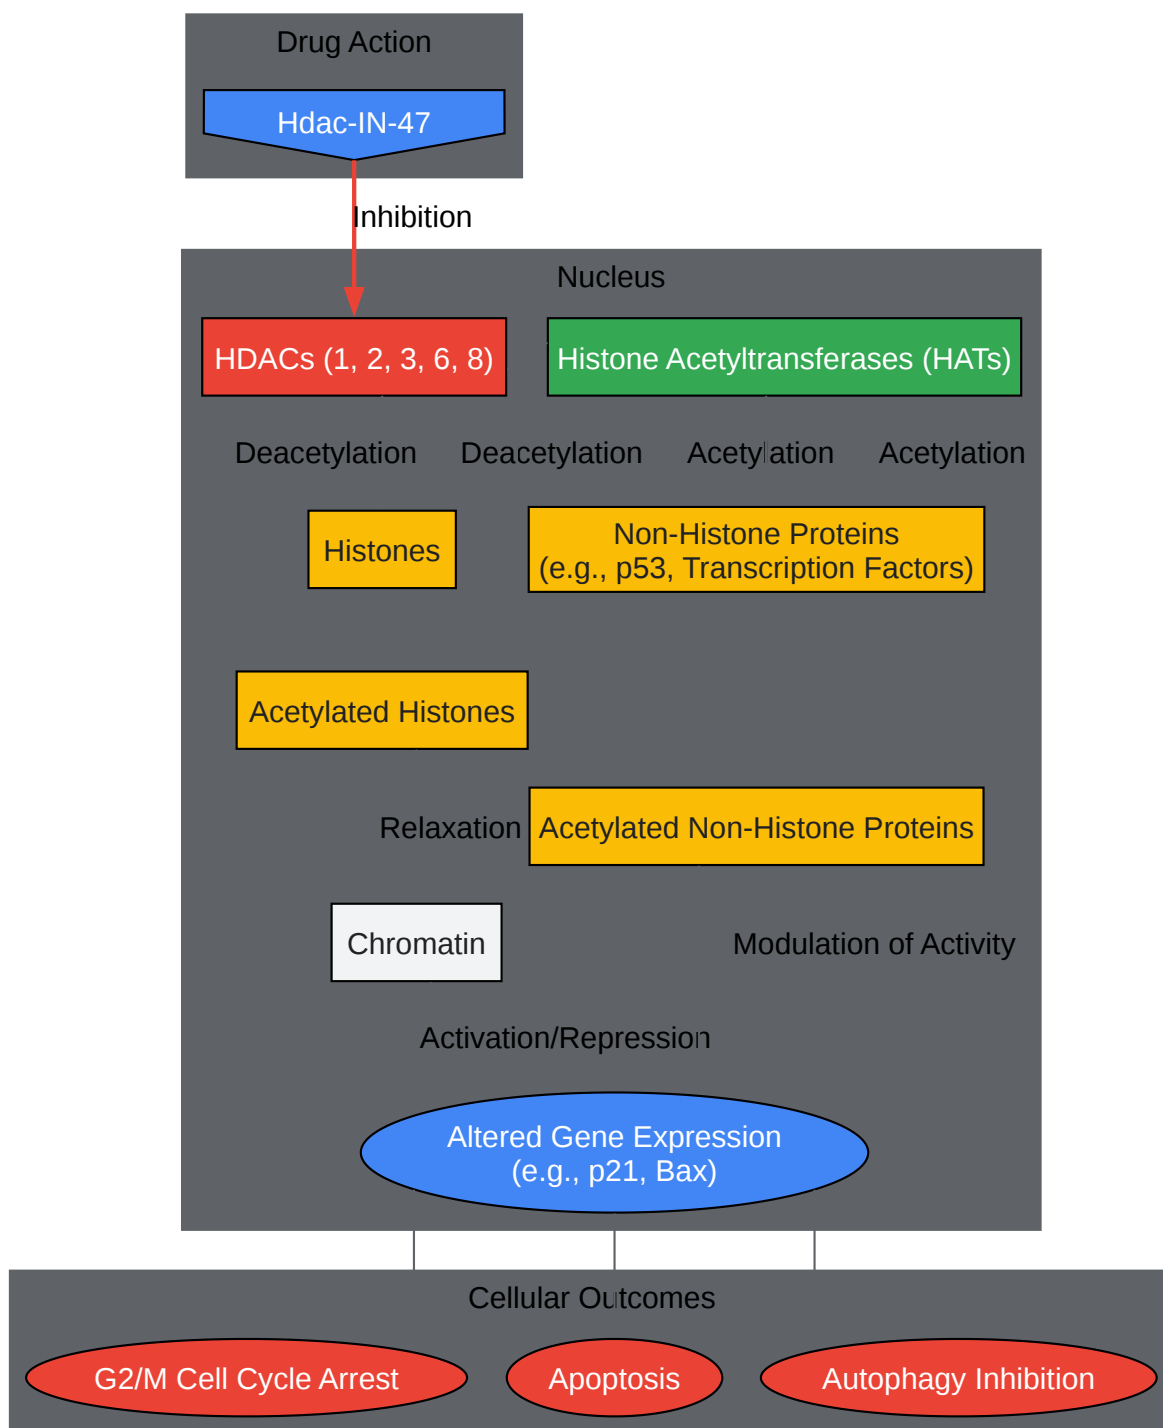 Drug Action
Hdac-IN-47
Inhibition
Nucleus
HDACs (1, 2, 3, 6, 8)
Histone Acetyltransferases (HATs)
Deacetylation
Deacetylation
Acetylation
Acetylation
Histones
Non-Histone Proteins
(e.g., p53, Transcription Factors)
Acetylated Histones
Relaxation
Acetylated Non-Histone Proteins
Chromatin
Modulation of Activity
Activation/Repression
Altered Gene Expression
(e.g., p21, Bax)
Cellular Outcomes
G2/M Cell Cycle Arrest
Apoptosis
Autophagy Inhibition